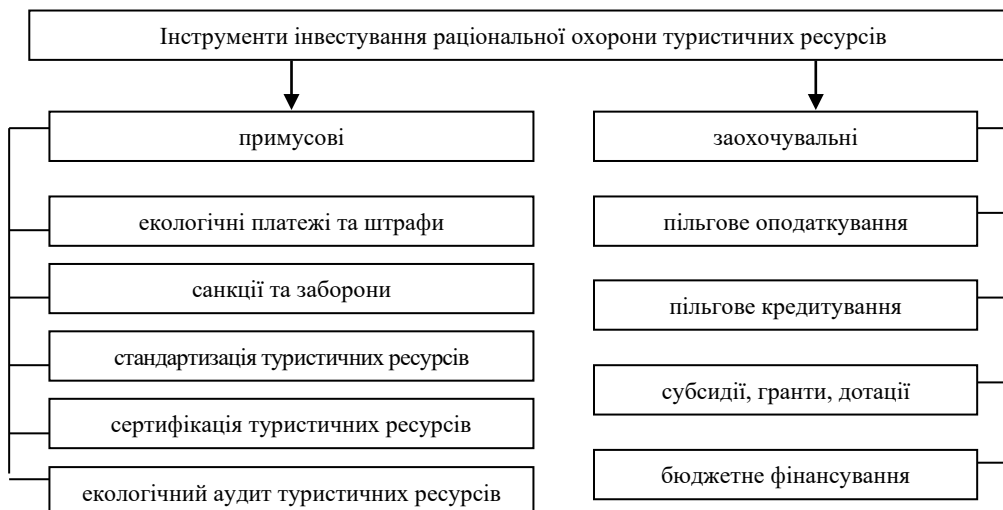 Інструменти інвестування раціональної охорони туристичних ресурсів
примусові
екологічні платежі та штрафи
санкції та заборони
стандартизація туристичних ресурсів
сертифікація туристичних ресурсів
екологічний аудит туристичних ресурсів
заохочувальні
пільгове оподаткування
пільгове кредитування
субсидії, гранти, дотації
бюджетне фінансування